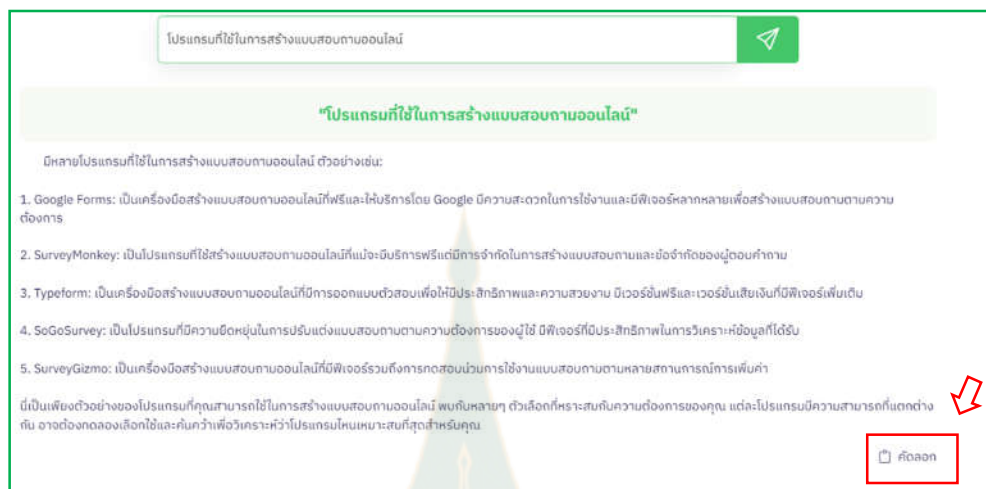 โปรแกรมที่ใช้ในการสร้างแบบสอบถามออนไลน์
"โปรแกรมที่ใช้ในการสร้างแบบสอบถามออนไลน์"
มีหลายโปรแกรมที่ใช้ในการสร้างแบบสอบถามออนไลน์ ตัวอย่างเช่น:
1. Google Forms: เป็นเครื่องมือสร้างแบบสอบถามออนไลน์ที่ฟรีและให้บริการโดย Google มีความสะดวกในการใช้งานและมีฟีเจอร์หลากหลายเพื่อสร้างแบบสอบถามตามความ
ต้องการ
2. SurveyMonkey: เป็นโปรแกรมที่ใช้สร้างแบบสอบถามออนไลน์ที่แม้จะมีบริการฟรีแต่มีการจำกัดในการสร้างแบบสอบถามและข้อจำกัดของผู้ตอบคำถาม
3. Typeform: เป็นเครื่องมือสร้างแบบสอบถามออนไลน์ที่มีการออกแบบตัวสอบเพื่อให้มีประสิทธิภาพและความสวยงาม มีเวอร์ชั่นฟรีและเวอร์ชั่นเสียเงินที่มีฟีเจอร์เพิ่มเติม
4. SoGoSurvey: เป็นโปรแกรมที่มีความยืดหยุ่นในการปรับแต่งแบบสอบถามตามความต้องการของผู้ใช้ มีฟีเจอร์ที่มีประสิทธิภาพในการวิเคราะห์ข้อมูลที่ได้รับ
5. SurveyGizmo: เป็นเครื่องมือสร้างแบบสอบถามออนไลน์ที่มีฟีเจอร์รวมถึงการทดสอบน่วมการใช้งานแบบสอบถามตามหลายสถานการณ์การเพิ่มค่า
นี่เป็นเพียงตัวอย่างของโปรแกรมที่คุณสามารถใช้ในการสร้างแบบสอบถามออนไลน์ พบกับหลายๆ ตัวเลือกที่หราะสมกับความต้องการของคุณ แต่ละโปรแกรมมีความสามารถที่แตกต่าง
กัน อาจต้องทดลองเลือกใช้และค้นคว้าเพื่อวิเคราะห์ว่าโปรแกรมไหนเหมาะสมที่สุดสำหรับคุณ
คัดลอก